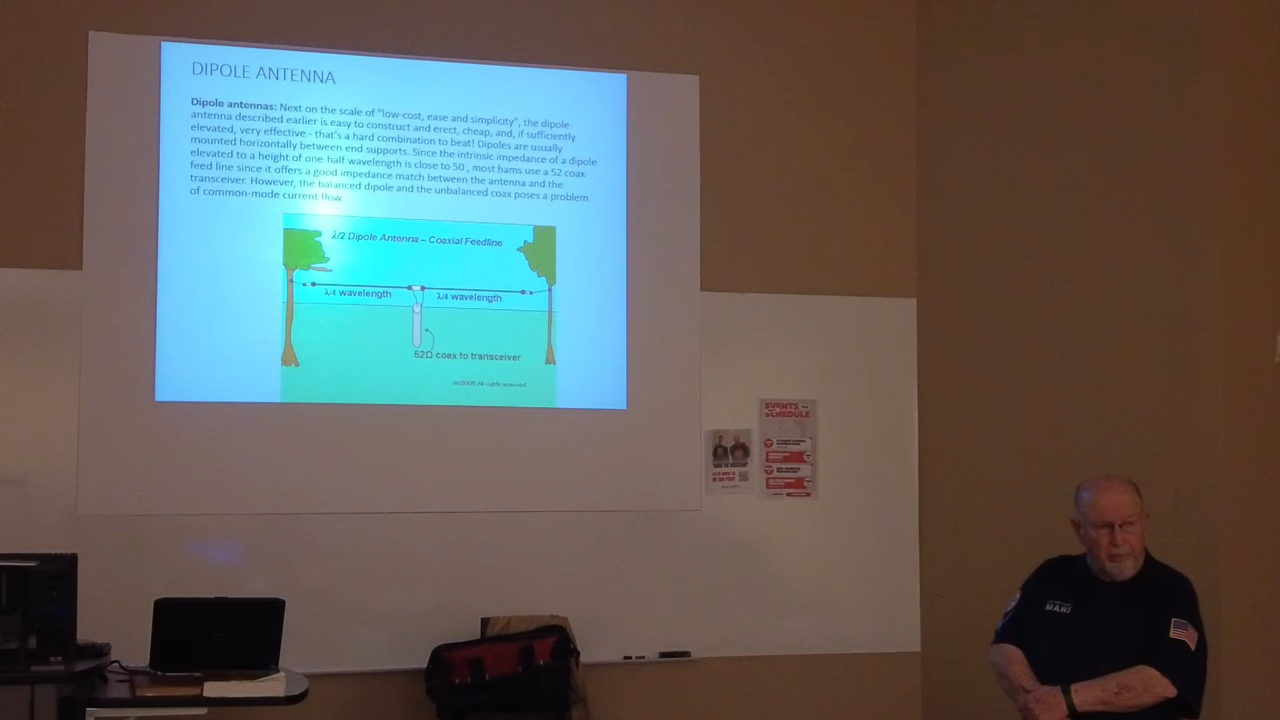 DIPOLE ANTENNA
Dipole antennas: Next on the scale of "low-cost, ease and simplicity", the dipole
antenna described earlier is easy to construct and erect, cheap, and, if sufficiently
elevated, very effective - that's a hard combination to beat! Dipoles are usually
mounted horizontally between end supports. Since the intrinsic impedance of a dipole
elevated to a height of one-half wavelength is close to 50 , most hams use a 52 coax
feed line since it offers a good impedance match between the antenna and the
transceiver. However, the balanced dipole and the unbalanced coax poses a problem
of common-mode current flow
λ/2 Dipole Antenna – Coaxial Feedline
λ/4 wavelength
λ/4 wavelength
52Ω coax to transceiver
All rights reserved.
EVENTS
SCHEDULE